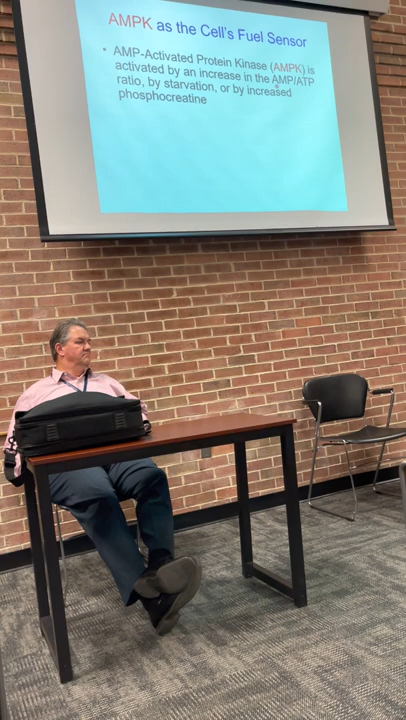 AMPK as the Cell's Fuel Sensor
• AMP-Activated Protein Kinase (AMPK) is
activated by an increase in the AMP/ATP
ratio, by starvation, or by increased
phosphocreatine